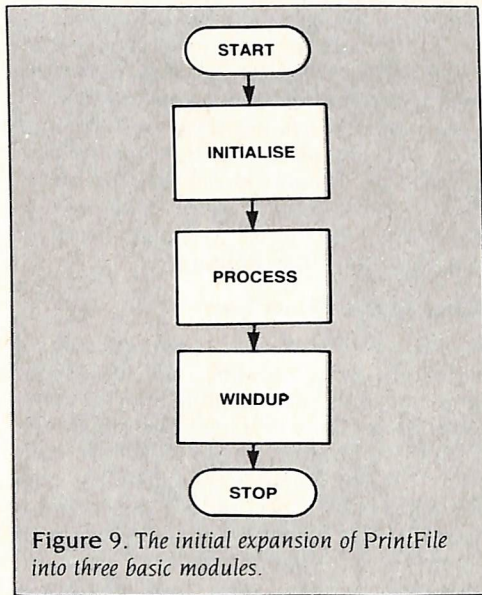 START
INITIALISE
PROCESS
WINDUP
STOP
Figure 9. The initial expansion of PrintFile
into three basic modules.